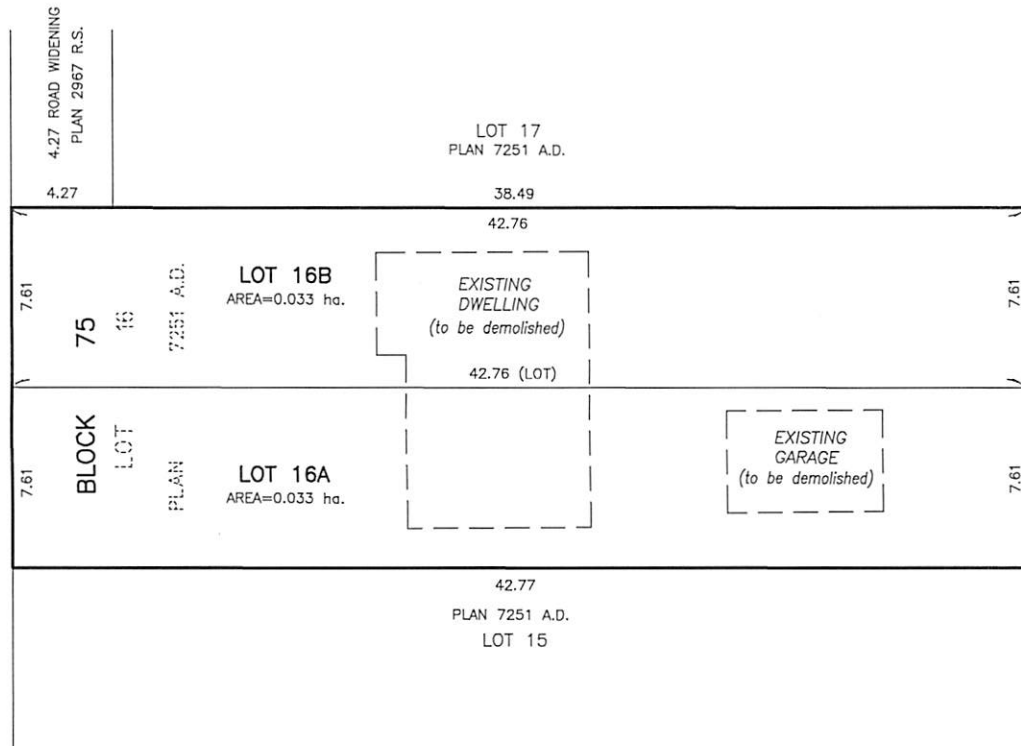 4.27 ROAD WIDENING
PLAN 2967 R.S.
LOT 17
PLAN 7251 A.D.
4.27
38.49
42.76
7.61
BLOCK 75
LOT 16
PLAN 7251 A.D.
LOT 16B
AREA=0.033 ha.
EXISTING
DWELLING
(to be demolished)
7.61
42.76 (LOT)
7.61
LOT 16A
AREA=0.033 ha.
EXISTING
GARAGE
(to be demolished)
7.61
42.77
PLAN 7251 A.D.
LOT 15